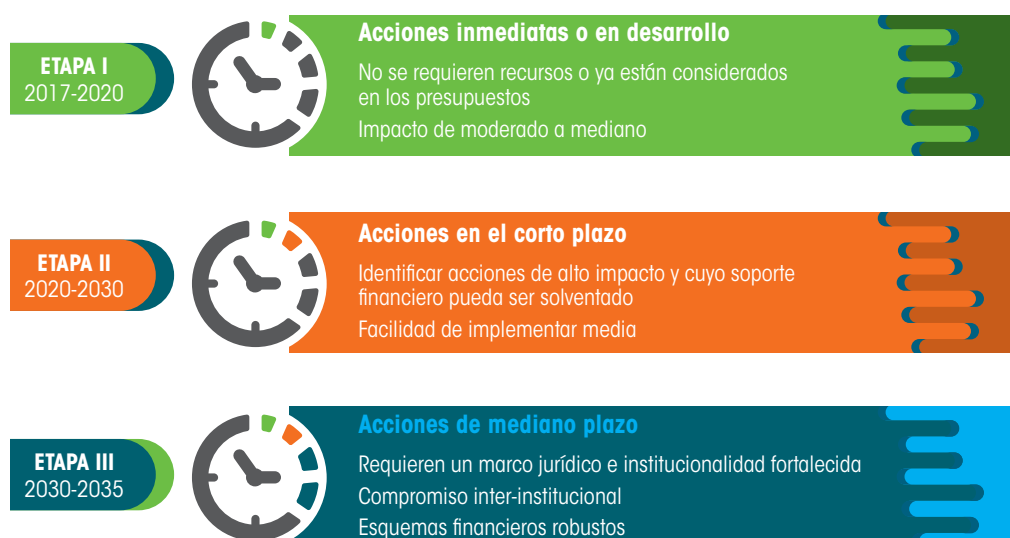 ETAPA I
2017-2020
Acciones inmediatas o en desarrollo
No se requieren recursos o ya están considerados
en los presupuestos
Impacto de moderado a mediano
ETAPA II
2020-2030
Acciones en el corto plazo
Identificar acciones de alto impacto y cuyo soporte
financiero pueda ser solventado
Facilidad de implementar media
ETAPA III
2030-2035
Acciones de mediano plazo
Requieren un marco jurídico e institucionalidad fortalecida
Compromiso inter-institucional
Esquemas financieros robustos